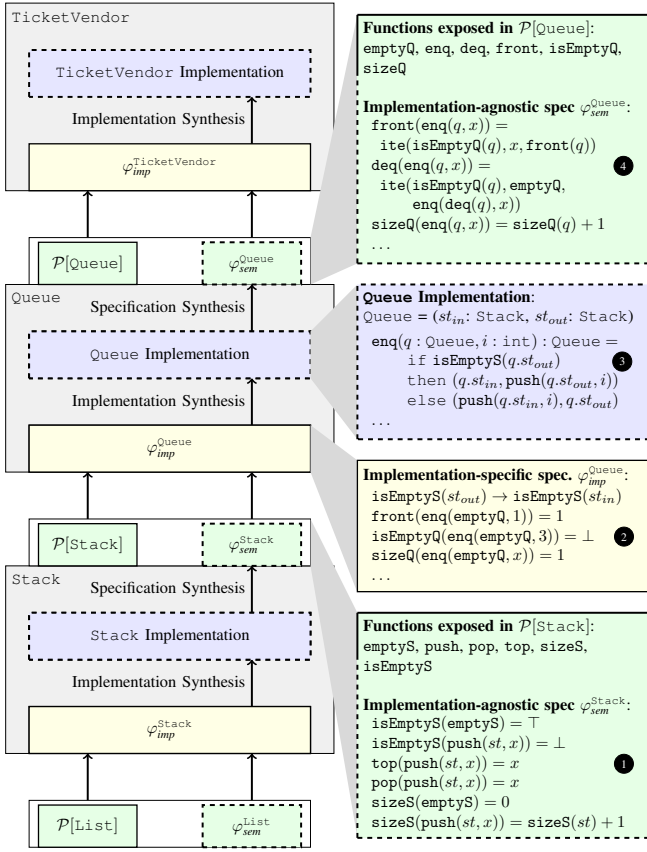 TicketVendor
TicketVendor Implementation
Implementation Synthesis
φ_imp^TicketVendor
P[Queue]
φ_sem^Queue
Queue
Specification Synthesis
Queue Implementation
Implementation Synthesis
φ_imp^Queue
P[Stack]
φ_sem^Stack
Stack
Specification Synthesis
Stack Implementation
Implementation Synthesis
φ_imp^Stack
P[List]
φ_sem^List
Functions exposed in P[Queue]:
emptyQ, enq, deq, front, isEmptyQ,
sizeQ
Implementation-agnostic spec φ_sem^Queue:
front(enq(q, x)) =
ite(isEmptyQ(q), x, front(q))
deq(enq(q, x)) =
ite(isEmptyQ(q), emptyQ,
enq(deq(q), x))
sizeQ(enq(q, x)) = sizeQ(q) + 1
...
4
Queue Implementation:
Queue = (st_in: Stack, st_out: Stack)
enq(q : Queue, i : int) : Queue =
if isEmptyS(q.st_out)
then (q.st_in, push(q.st_out, i))
else (push(q.st_in, i), q.st_out)
...
3
Implementation-specific spec. φ_imp^Queue:
isEmptyS(st_out) → isEmptyS(st_in)
front(enq(emptyQ, 1)) = 1
isEmptyQ(enq(emptyQ, 3)) = ⊥
sizeQ(enq(emptyQ, x)) = 1
...
2
Functions exposed in P[Stack]:
emptyS, push, pop, top, sizeS,
isEmptyS
Implementation-agnostic spec φ_sem^Stack:
isEmptyS(emptyS) = ⊤
isEmptyS(push(st, x)) = ⊥
top(push(st, x)) = x
pop(push(st, x)) = x
sizeS(emptyS) = 0
sizeS(push(st, x)) = sizeS(st) + 1
1